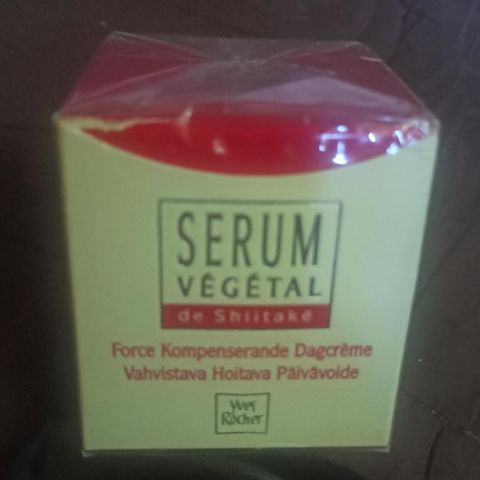 SERUM
VÉGÉTAL
de Shiitaké
Force Kompenserande Dagcrème
Vahvistava Hoitava Päivävoide
Yves
Rocher